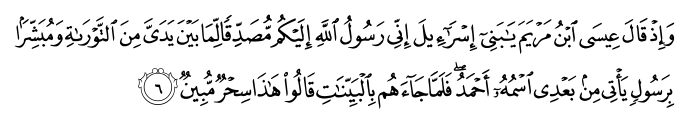 وَإِذْ قَالَ عِيسَى ٱبْنُ مَرْيَمَ يَٰبَنِىٓ إِسْرَٰٓءِيلَ إِنِّى رَسُولُ ٱللَّهِ إِلَيْكُم مُّصَدِّقًا لِّمَا بَيْنَ يَدَىَّ مِنَ ٱلتَّوْرَىٰةِ وَمُبَشِّرًۢا
بِرَسُولٍ يَأْتِى مِنۢ بَعْدِى ٱسْمُهُۥٓ أَحْمَدُ ۖ فَلَمَّا جَآءَهُم بِٱلْبَيِّنَٰتِ قَالُوا۟ هَٰذَا سِحْرٌ مُّبِينٌ ٦